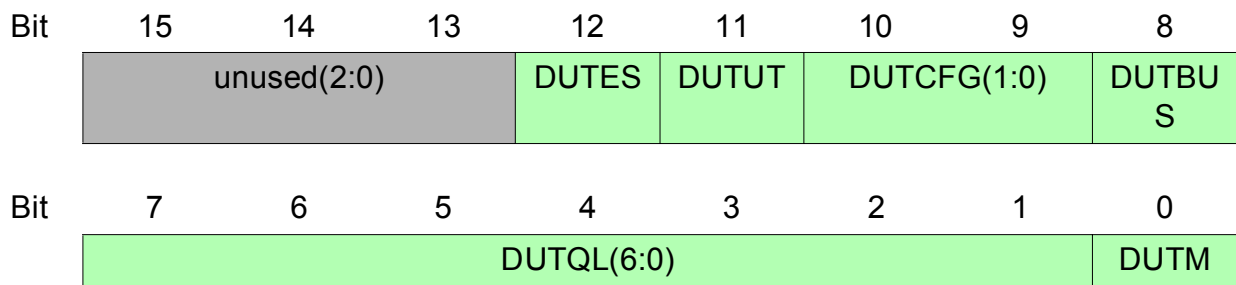 Bit 15 14 13 12 11 10 9 8
unused(2:0) DUTES DUTUT DUTCFG(1:0) DUTBU
S
Bit 7 6 5 4 3 2 1 0
DUTQL(6:0) DUTM